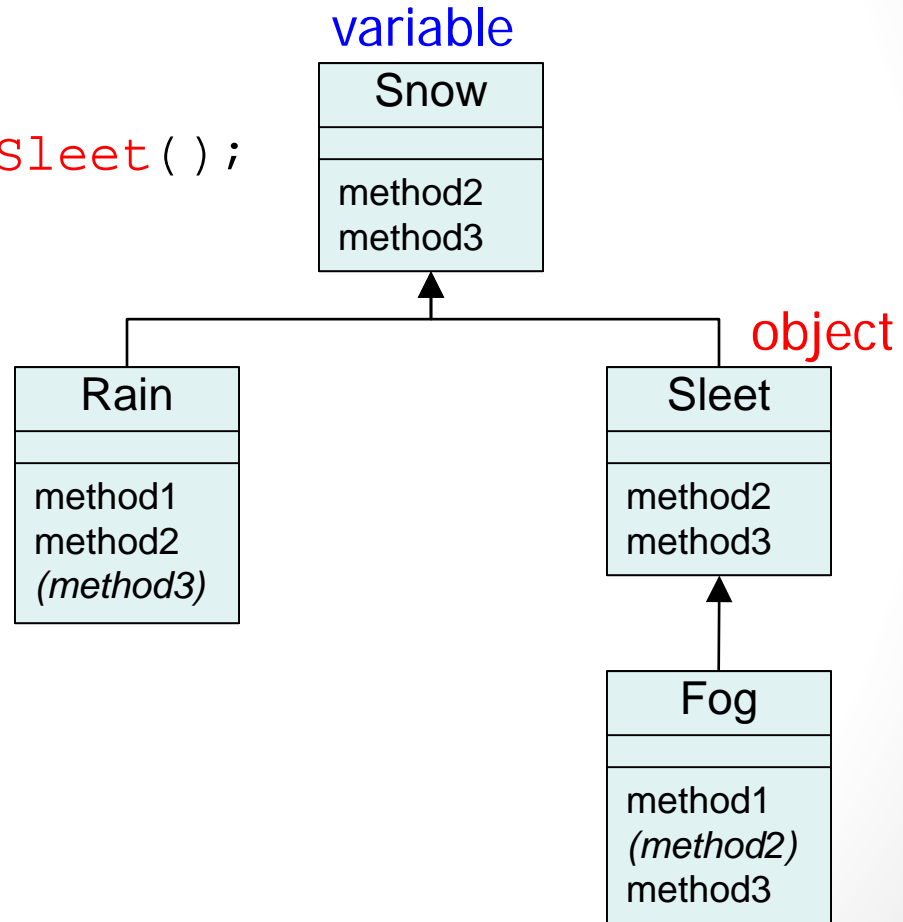 variable
Snow
Sleet();
method2
method3
object
Rain
method1
method2
(method3)
Sleet
method2
method3
Fog
method1
(method2)
method3